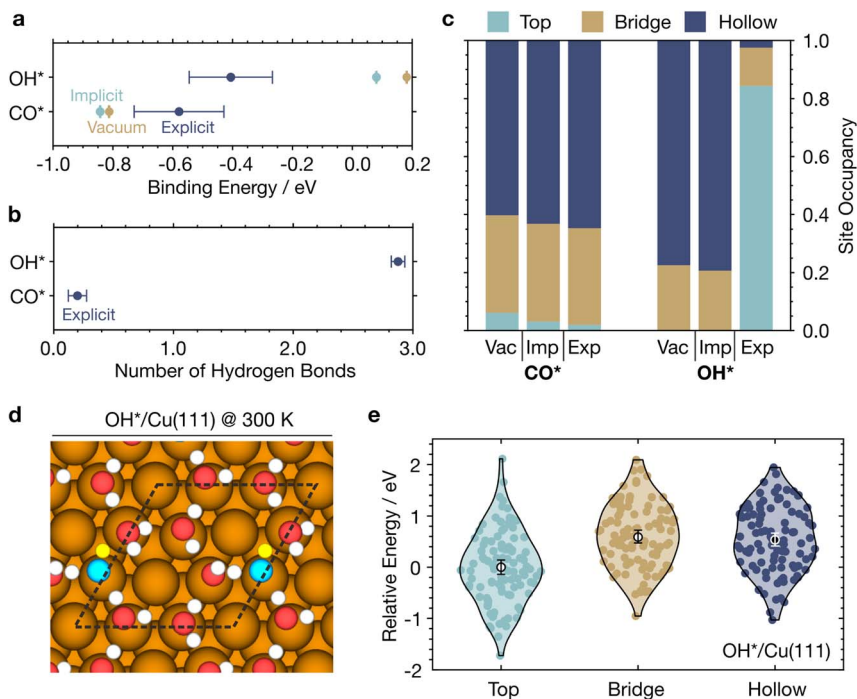 a
OH*
CO*
Implicit
Vacuum
Explicit
-1.0 -0.8 -0.6 -0.4 -0.2 0.0 0.2
Binding Energy / eV
b
OH*
CO*
Explicit
0.0 1.0 2.0 3.0
Number of Hydrogen Bonds
c
Top Bridge Hollow
1.0
0.8
0.6
0.4
0.2
0.0
Site Occupancy
Vac Imp Exp Vac Imp Exp
CO* OH*
d
OH*/Cu(111) @ 300 K
e
2
1
0
-1
-2
Relative Energy / eV
OH*/Cu(111)
Top Bridge Hollow